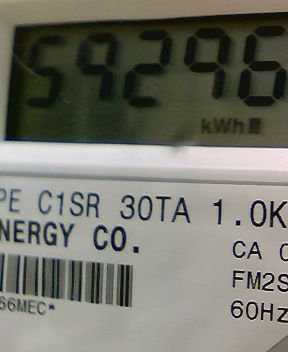 59296
kWh
PE C1SR 30TA 1.0K
NERGY CO.
CA
FM2S
66MEC*
60Hz